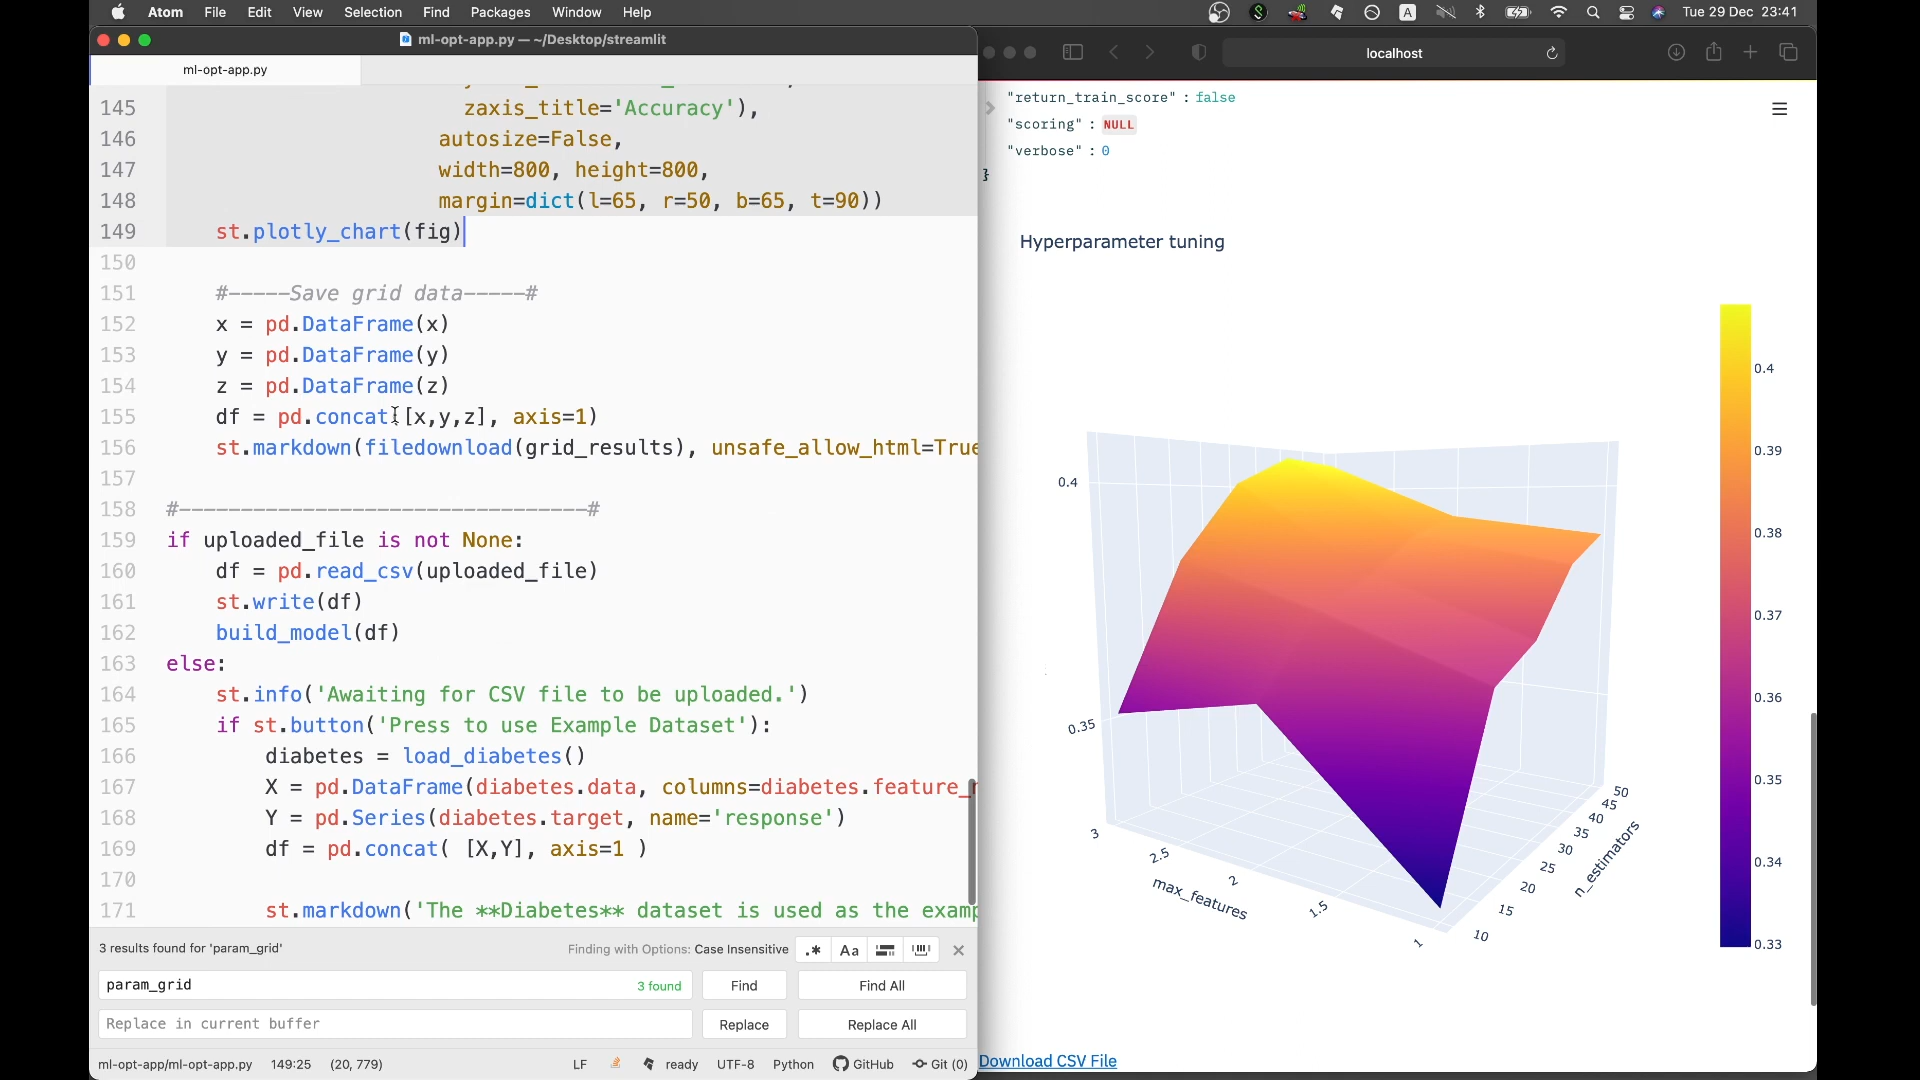 Atom File Edit View Selection Find Packages Window Help
A Tue 29 Dec 23:41
ml-opt-app.py — ~/Desktop/streamlit
ml-opt-app.py
145 zaxis_title='Accuracy'),
146 autosize=False,
147 width=800, height=800,
148 margin=dict(l=65, r=50, b=65, t=90))
149 st.plotly_chart(fig)
150
151 #-----Save grid data-----#
152 x = pd.DataFrame(x)
153 y = pd.DataFrame(y)
154 z = pd.DataFrame(z)
155 df = pd.concat([x,y,z], axis=1)
156 st.markdown(filedownload(grid_results), unsafe_allow_html=True
157
158 #---------------------------------#
159 if uploaded_file is not None:
160 df = pd.read_csv(uploaded_file)
161 st.write(df)
162 build_model(df)
163 else:
164 st.info('Awaiting for CSV file to be uploaded.')
165 if st.button('Press to use Example Dataset'):
166 diabetes = load_diabetes()
167 X = pd.DataFrame(diabetes.data, columns=diabetes.feature_
168 Y = pd.Series(diabetes.target, name='response')
169 df = pd.concat( [X,Y], axis=1 )
170
171 st.markdown('The **Diabetes** dataset is used as the examp
3 results found for 'param_grid'
Finding with Options: Case Insensitive
.* Aa
param_grid
3 found
Find
Find All
Replace in current buffer
Replace
Replace All
ml-opt-app/ml-opt-app.py 149:25 (20, 779)
LF ready UTF-8 Python GitHub Git (0)
localhost
"return_train_score" : false
"scoring" : NULL
"verbose" : 0
}
Hyperparameter tuning
0.4
0.35
3
2.5
2
1.5
1
max_features
50
45
40
35
30
25
20
15
10
n_estimators
0.4
0.39
0.38
0.37
0.36
0.35
0.34
0.33
Download CSV File